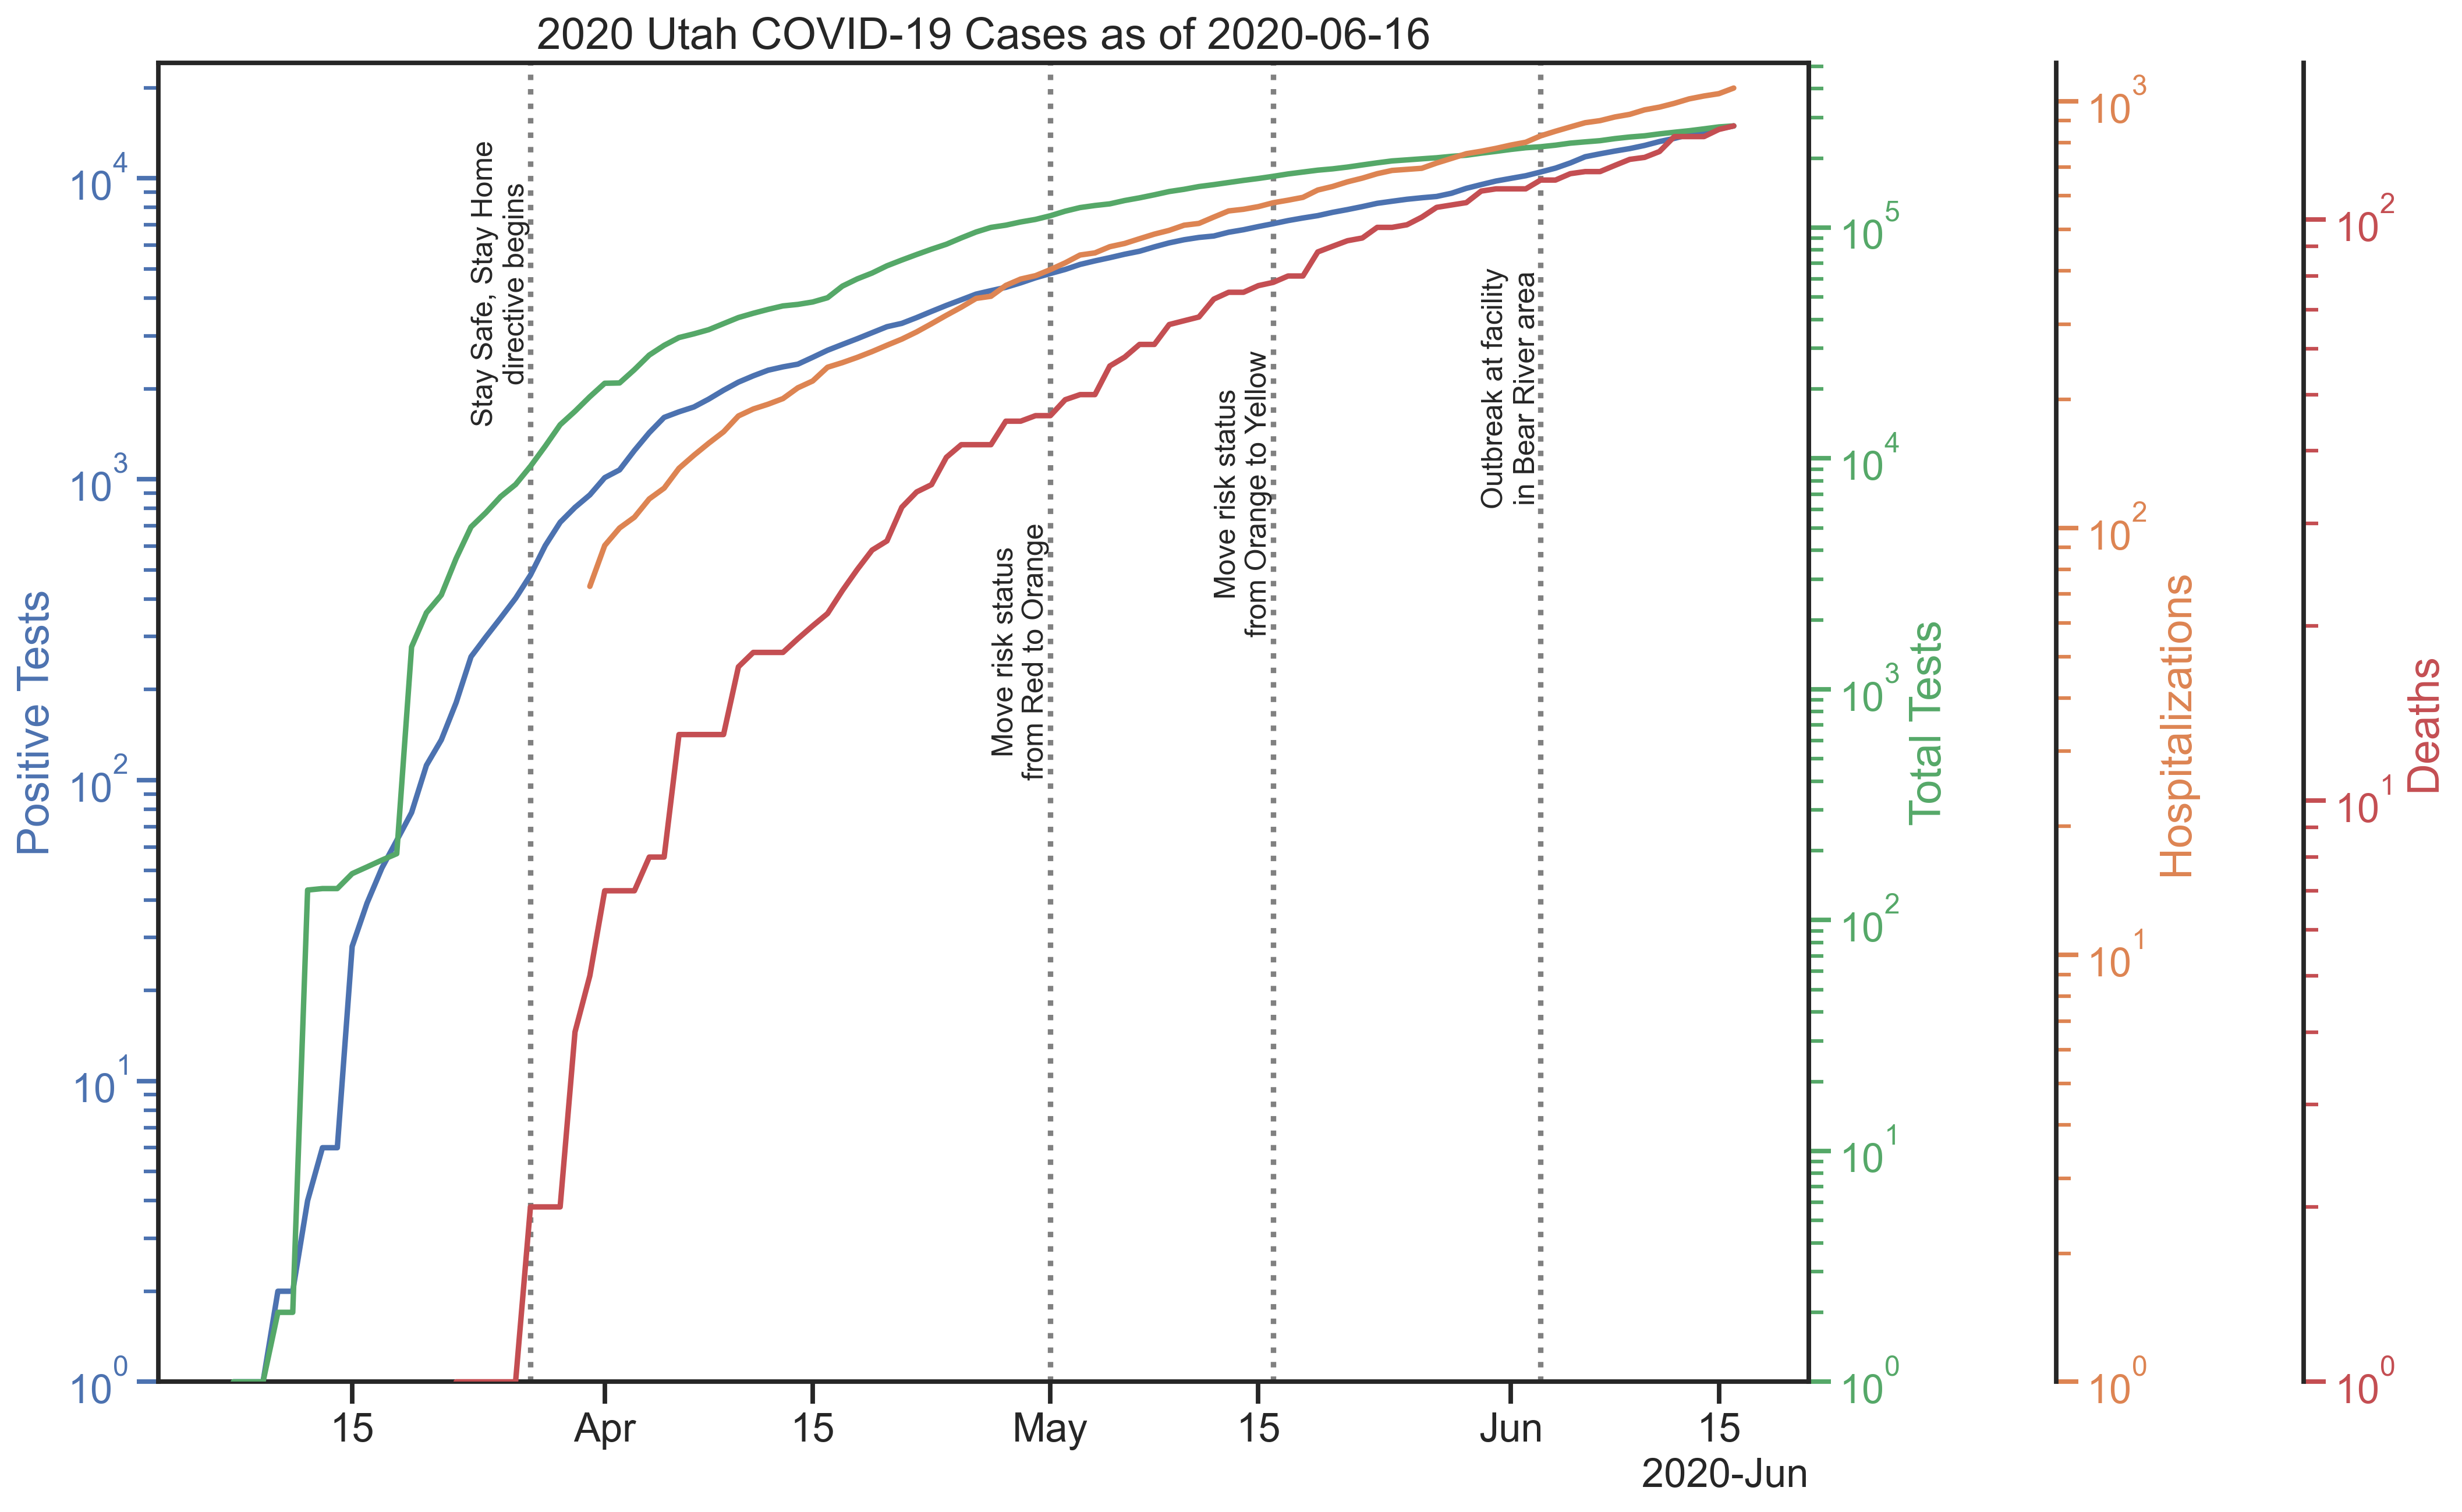 2020 Utah COVID-19 Cases as of 2020-06-16
Positive Tests
10^4
10^3
10^2
10^1
10^0
Stay Safe, Stay Home
directive begins
Move risk status
from Red to Orange
Move risk status
from Orange to Yellow
Outbreak at facility
in Bear River area
15
Apr
15
May
15
Jun
15
2020-Jun
10^5
10^4
10^3
10^2
10^1
10^0
Total Tests
10^3
10^2
10^1
10^0
Hospitalizations
10^2
10^1
10^0
Deaths